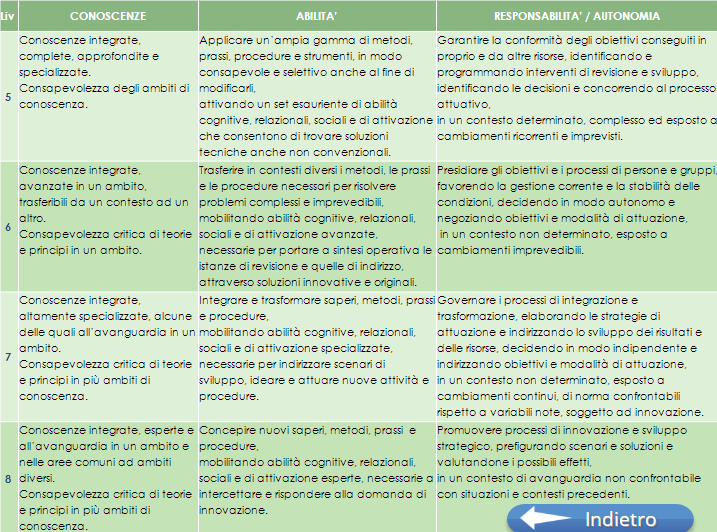 Liv CONOSCENZE ABILITA' RESPONSABILITA' / AUTONOMIA
5
Conoscenze integrate,
complete, approfondite e
specializzate.
Consapevolezza degli ambiti di
conoscenza.
Applicare un'ampia gamma di metodi,
prassi, procedure e strumenti, in modo
consapevole e selettivo anche al fine di
modificarli,
attivando un set esauriente di abilità
cognitive, relazionali, sociali e di attivazione
che consentono di trovare soluzioni
tecniche anche non convenzionali.
Garantire la conformità degli obiettivi conseguiti in
proprio e da altre risorse, identificando e
programmando interventi di revisione e sviluppo,
identificando le decisioni e concorrendo al processo
attuativo,
in un contesto determinato, complesso ed esposto a
cambiamenti ricorrenti e imprevisti.
6
Conoscenze integrate,
avanzate in un ambito,
trasferibili da un contesto ad un
altro.
Consapevolezza critica di teorie
e principi in un ambito.
Trasferire in contesti diversi i metodi, le prassi
e le procedure necessari per risolvere
problemi complessi e imprevedibili,
mobilitando abilità cognitive, relazionali,
sociali e di attivazione avanzate,
necessarie per portare a sintesi operativa le
istanze di revisione e quelle di indirizzo,
attraverso soluzioni innovative e originali.
Presidiare gli obiettivi e i processi di persone e gruppi,
favorendo la gestione corrente e la stabilità delle
condizioni, decidendo in modo autonomo e
negoziando obiettivi e modalità di attuazione,
in un contesto non determinato, esposto a
cambiamenti imprevedibili.
7
Conoscenze integrate,
altamente specializzate, alcune
delle quali all'avanguardia in un
ambito.
Consapevolezza critica di teorie
e principi in più ambiti di
conoscenza.
Integrare e trasformare saperi, metodi, prassi
e procedure,
mobilitando abilità cognitive, relazionali,
sociali e di attivazione specializzate,
necessarie per indirizzare scenari di
sviluppo, ideare e attuare nuove attività e
procedure.
Governare i processi di integrazione e
trasformazione, elaborando le strategie di
attuazione e indirizzando lo sviluppo dei risultati e
delle risorse, decidendo in modo indipendente e
indirizzando obiettivi e modalità di attuazione,
in un contesto non determinato, esposto a
cambiamenti continui, di norma confrontabili
rispetto a variabili note, soggetto ad innovazione.
8
Conoscenze integrate, esperte e
all'avanguardia in un ambito e
nelle aree comuni ad ambiti
diversi.
Consapevolezza critica di teorie
e principi in più ambiti di
conoscenza.
Concepire nuovi saperi, metodi, prassi e
procedure,
mobilitando abilità cognitive, relazionali,
sociali e di attivazione esperte, necessarie a
intercettare e rispondere alla domanda di
innovazione.
Promuovere processi di innovazione e sviluppo
strategico, prefigurando scenari e soluzioni e
valutandone i possibili effetti,
in un contesto di avanguardia non confrontabile
con situazioni e contesti precedenti.
Indietro